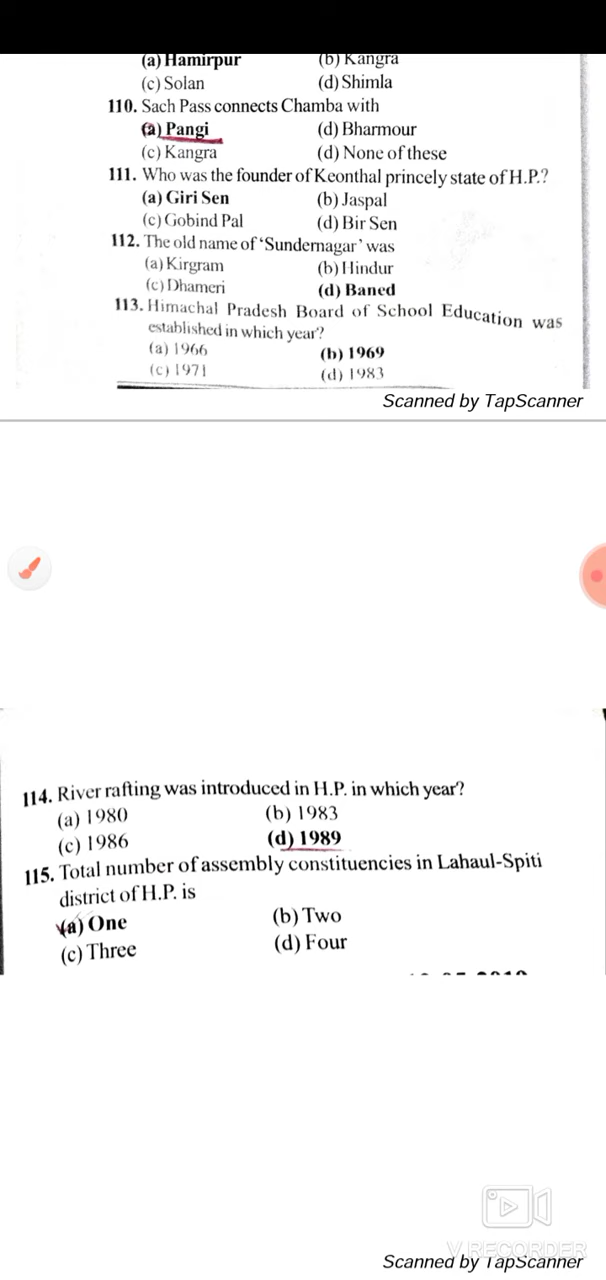 (a) Hamirpur (b) Kangra
(c) Solan (d) Shimla
110. Sach Pass connects Chamba with
(a) Pangi (d) Bharmour
(c) Kangra (d) None of these
111. Who was the founder of Keonthal princely state of H.P.?
(a) Giri Sen (b) Jaspal
(c) Gobind Pal (d) Bir Sen
112. The old name of 'Sundernagar' was
(a) Kirgram (b) Hindur
(c) Dhameri (d) Baned
113. Himachal Pradesh Board of School Education was
established in which year?
(a) 1966 (b) 1969
(c) 1971 (d) 1983
Scanned by TapScanner
114. River rafting was introduced in H.P. in which year?
(a) 1980 (b) 1983
(c) 1986 (d) 1989
115. Total number of assembly constituencies in Lahaul-Spiti
district of H.P. is
(a) One (b) Two
(c) Three (d) Four
V RECORDER
Scanned by TapScanner